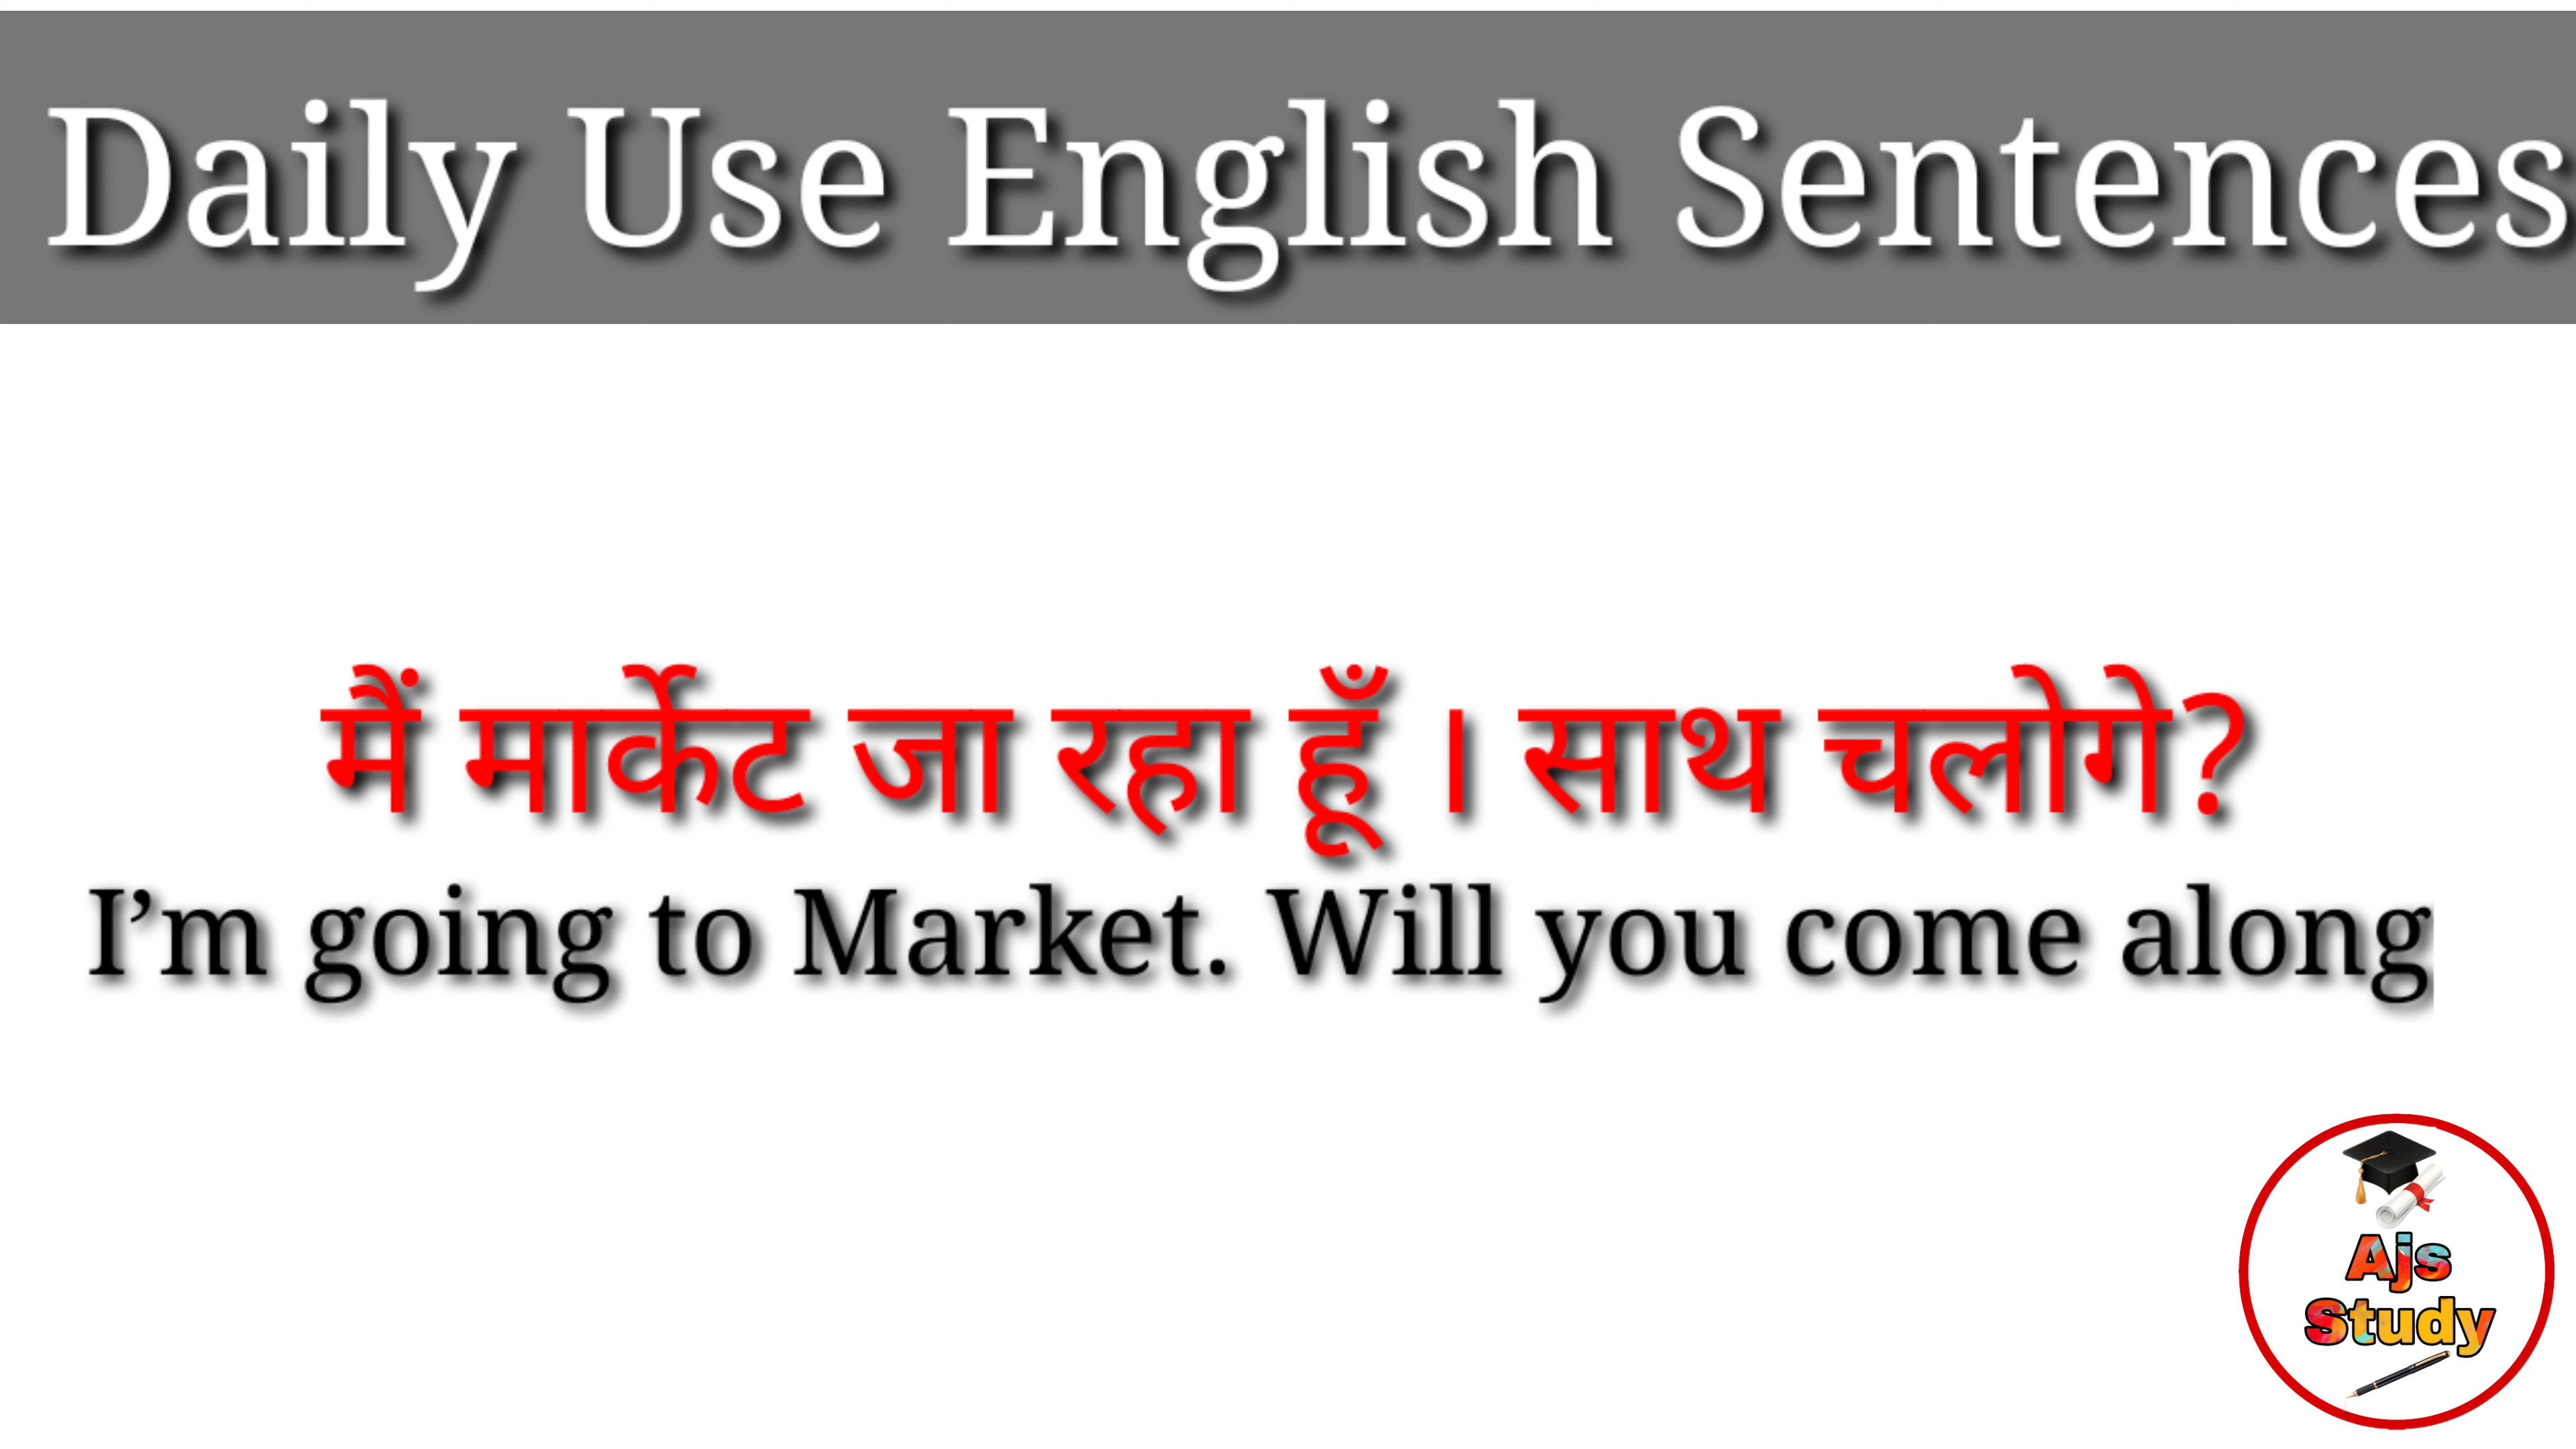 Daily Use English Sentences
मैं मार्केट जा रहा हूँ । साथ चलोगे?
I’m going to Market. Will you come along
Ajs
Study